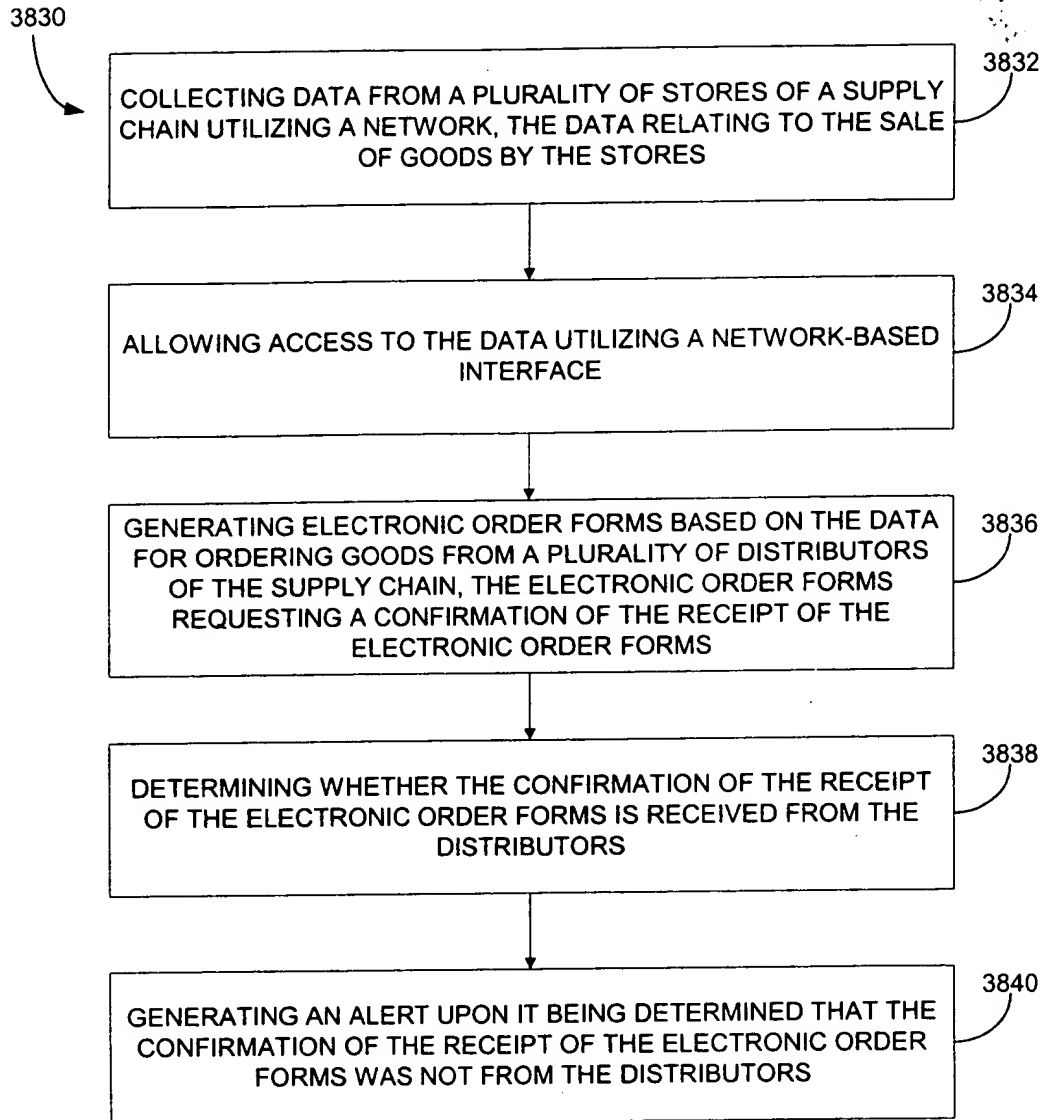 3830
3832
COLLECTING DATA FROM A PLURALITY OF STORES OF A SUPPLY
CHAIN UTILIZING A NETWORK, THE DATA RELATING TO THE SALE
OF GOODS BY THE STORES
3834
ALLOWING ACCESS TO THE DATA UTILIZING A NETWORK-BASED
INTERFACE
3836
GENERATING ELECTRONIC ORDER FORMS BASED ON THE DATA
FOR ORDERING GOODS FROM A PLURALITY OF DISTRIBUTORS
OF THE SUPPLY CHAIN, THE ELECTRONIC ORDER FORMS
REQUESTING A CONFIRMATION OF THE RECEIPT OF THE
ELECTRONIC ORDER FORMS
3838
DETERMINING WHETHER THE CONFIRMATION OF THE RECEIPT
OF THE ELECTRONIC ORDER FORMS IS RECEIVED FROM THE
DISTRIBUTORS
3840
GENERATING AN ALERT UPON IT BEING DETERMINED THAT THE
CONFIRMATION OF THE RECEIPT OF THE ELECTRONIC ORDER
FORMS WAS NOT FROM THE DISTRIBUTORS